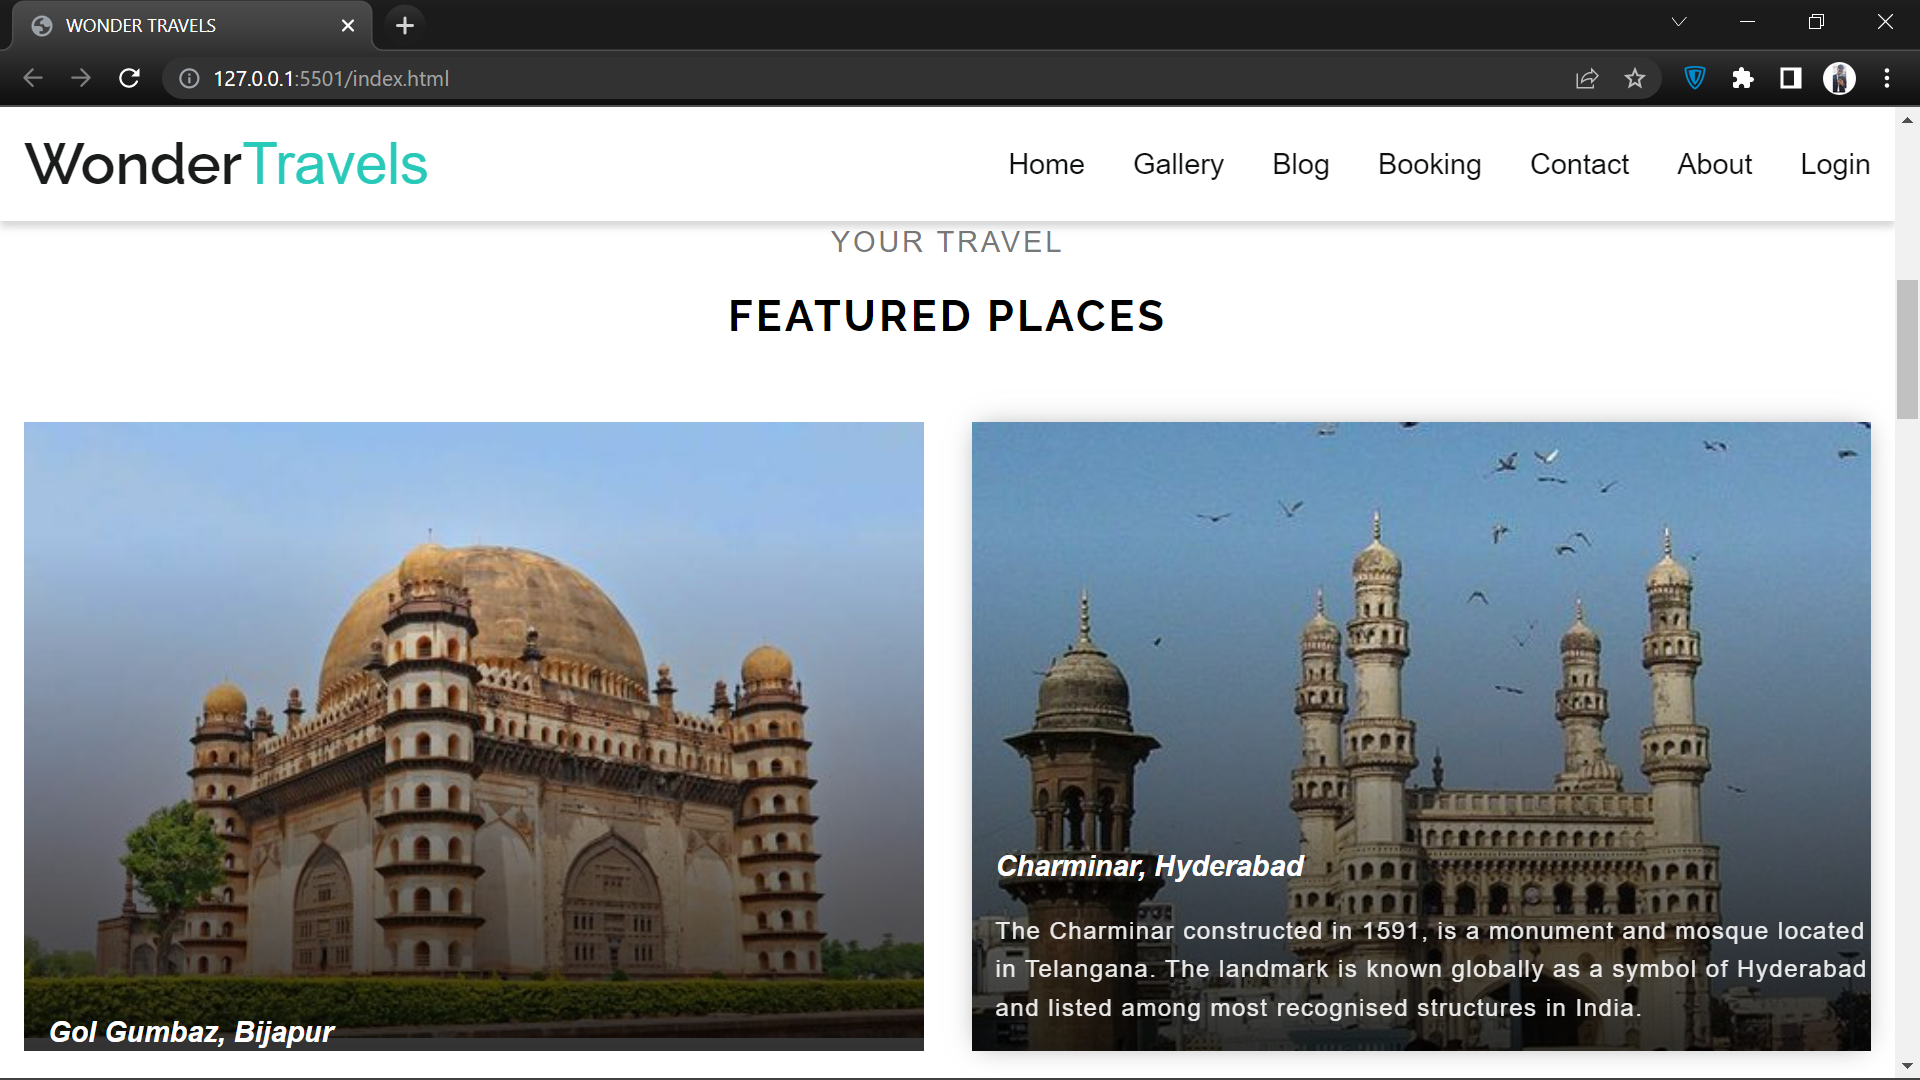 WONDER TRAVELS
127.0.0.1:5501/index.html
WonderTravels
Home Gallery Blog Booking Contact About Login
YOUR TRAVEL
FEATURED PLACES
Gol Gumbaz, Bijapur
Charminar, Hyderabad
The Charminar constructed in 1591, is a monument and mosque located
in Telangana. The landmark is known globally as a symbol of Hyderabad
and listed among most recognised structures in India.